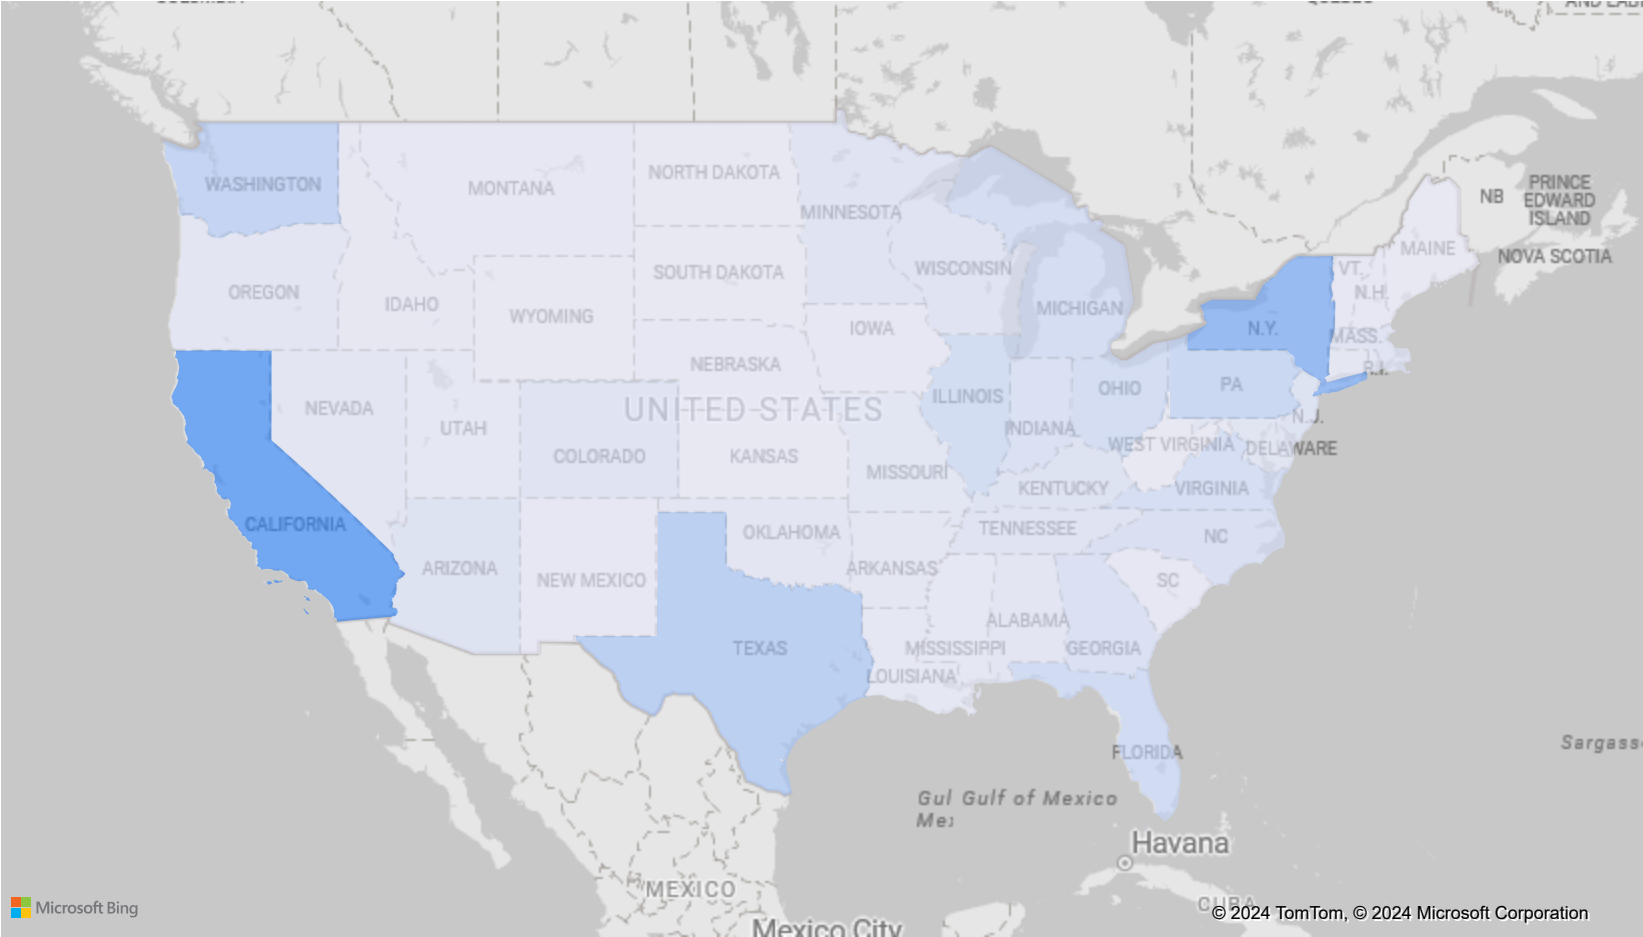 WASHINGTON
MONTANA
NORTH DAKOTA
MINNESOTA
NB
PRINCE
EDWARD
ISLAND
NOVA SCOTIA
MAINE
VT.
N.H.
OREGON
IDAHO
WYOMING
SOUTH DAKOTA
WISCONSIN
MICHIGAN
N.Y.
MASS.
R.I.
IOWA
NEBRASKA
NEVADA
UTAH
UNITED STATES
ILLINOIS
OHIO
PA
N.J.
COLORADO
KANSAS
MISSOURI
INDIANA
WEST VIRGINIA
DELAWARE
KENTUCKY
VIRGINIA
CALIFORNIA
OKLAHOMA
TENNESSEE
NC
ARIZONA
NEW MEXICO
ARKANSAS
SC
TEXAS
MISSISSIPPI
ALABAMA
GEORGIA
LOUISIANA
FLORIDA
Sargass
Gul Gulf of Mexico
Havana
MEXICO
CUBA
Mexico City
Microsoft Bing
© 2024 TomTom, © 2024 Microsoft Corporation